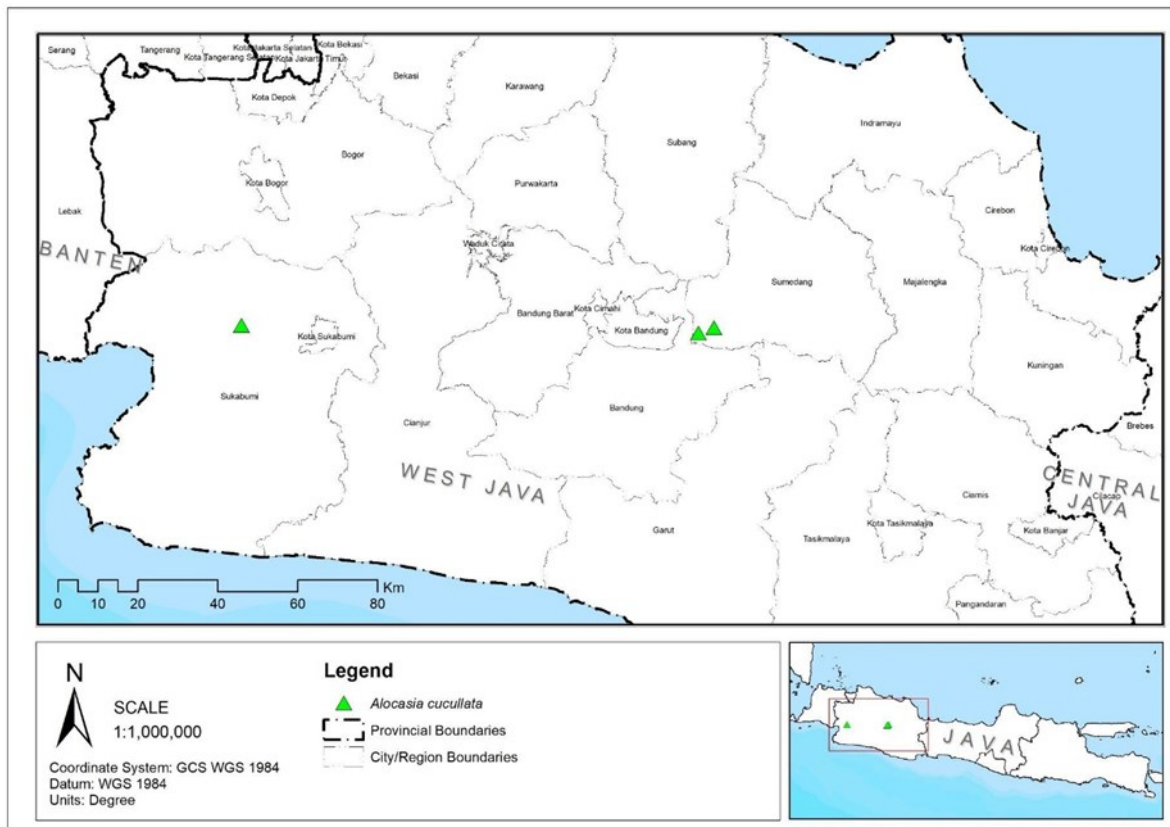 Serang
Tangerang
Kota Jakarta Selatan
Kota Bekasi
Kota Tangerang Selatan
Kota Jakarta Timur
Bekasi
Karawang
Kota Depok
Indramayu
Subang
Bogor
Kota Bogor
Purwakarta
Lebak
Cirebon
BANTEN
Waduk Cirata
Kota Cirebon
Sumedang
Majalengka
Bandung Barat
Kota Cimahi
Kota Bandung
Kota Sukabumi
Kuningan
Sukabumi
Bandung
Cianjur
Brebes
WEST JAVA
CENTRAL
JAVA
Cilacap
Ciamis
Garut
Tasikmalaya
Kota Tasikmalaya
Kota Banjar
Pangandaran
Km
0 10 20 40 60 80
N
SCALE
1:1,000,000
Coordinate System: GCS WGS 1984
Datum: WGS 1984
Units: Degree
Legend
Alocasia cucullata
Provincial Boundaries
City/Region Boundaries
JAVA